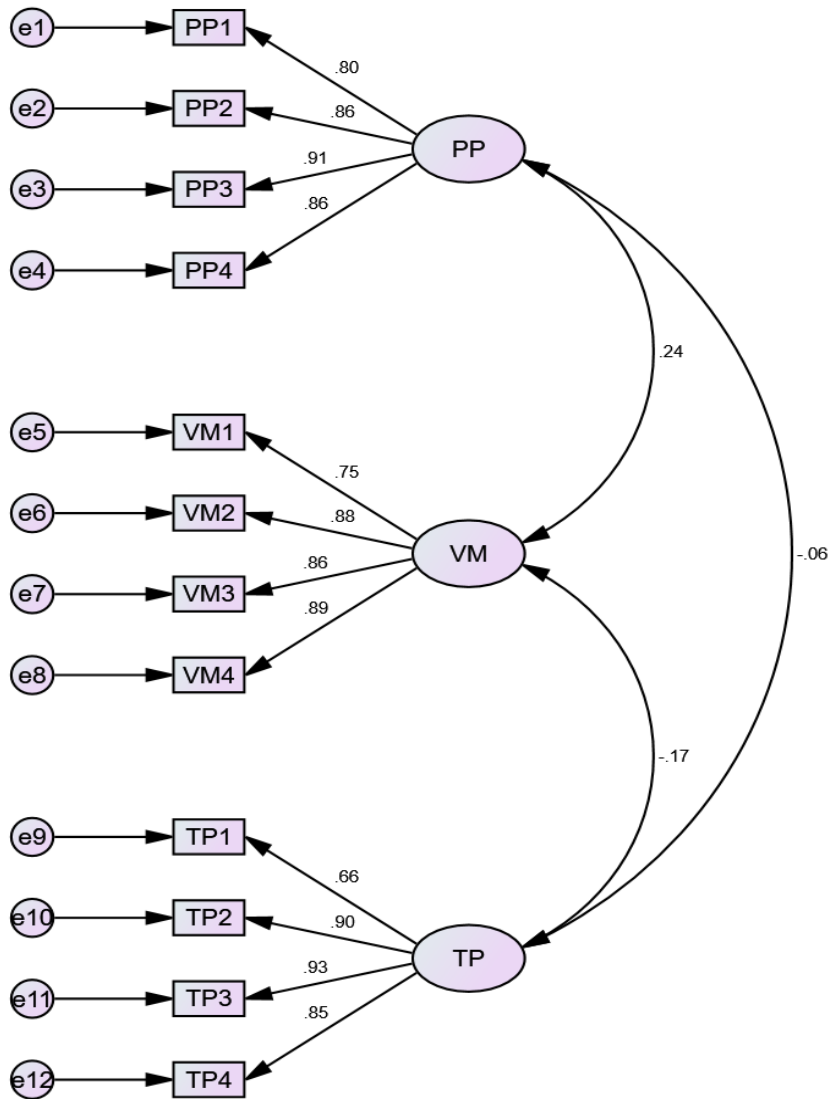 e1 PP1
.80
e2 PP2 .86 PP
.91
e3 PP3
.86
e4 PP4
.24
e5 VM1
.75
e6 VM2 .88
VM -.06
.86
e7 VM3
.89
e8 VM4
-.17
e9 TP1
.66
e10 TP2 .90
TP
.93
e11 TP3
.85
e12 TP4